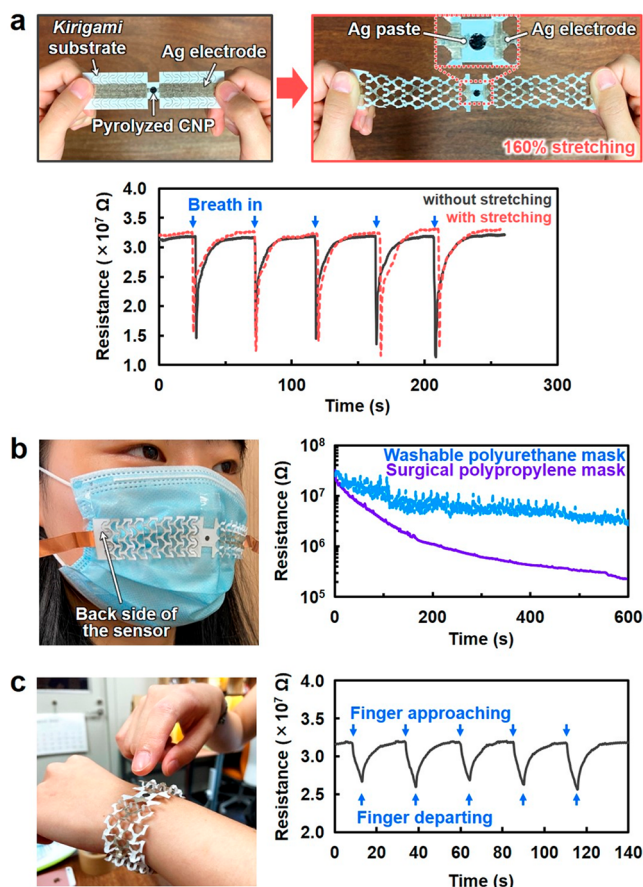 a
Kirigami
substrate
Ag electrode
Pyrolyzed CNP
Ag paste
Ag electrode
160% stretching
Resistance (× 10⁷ Ω)
4.0
3.5
3.0
2.5
2.0
1.5
1.0
Breath in
without stretching
with stretching
0
100
200
300
Time (s)
b
Back side of
the sensor
Resistance (Ω)
10⁸
10⁷
10⁶
10⁵
Washable polyurethane mask
Surgical polypropylene mask
0
200
400
600
Time (s)
c
Resistance (× 10⁷ Ω)
4.0
3.5
3.0
2.5
2.0
Finger approaching
Finger departing
0
20
40
60
80
100
120
140
Time (s)